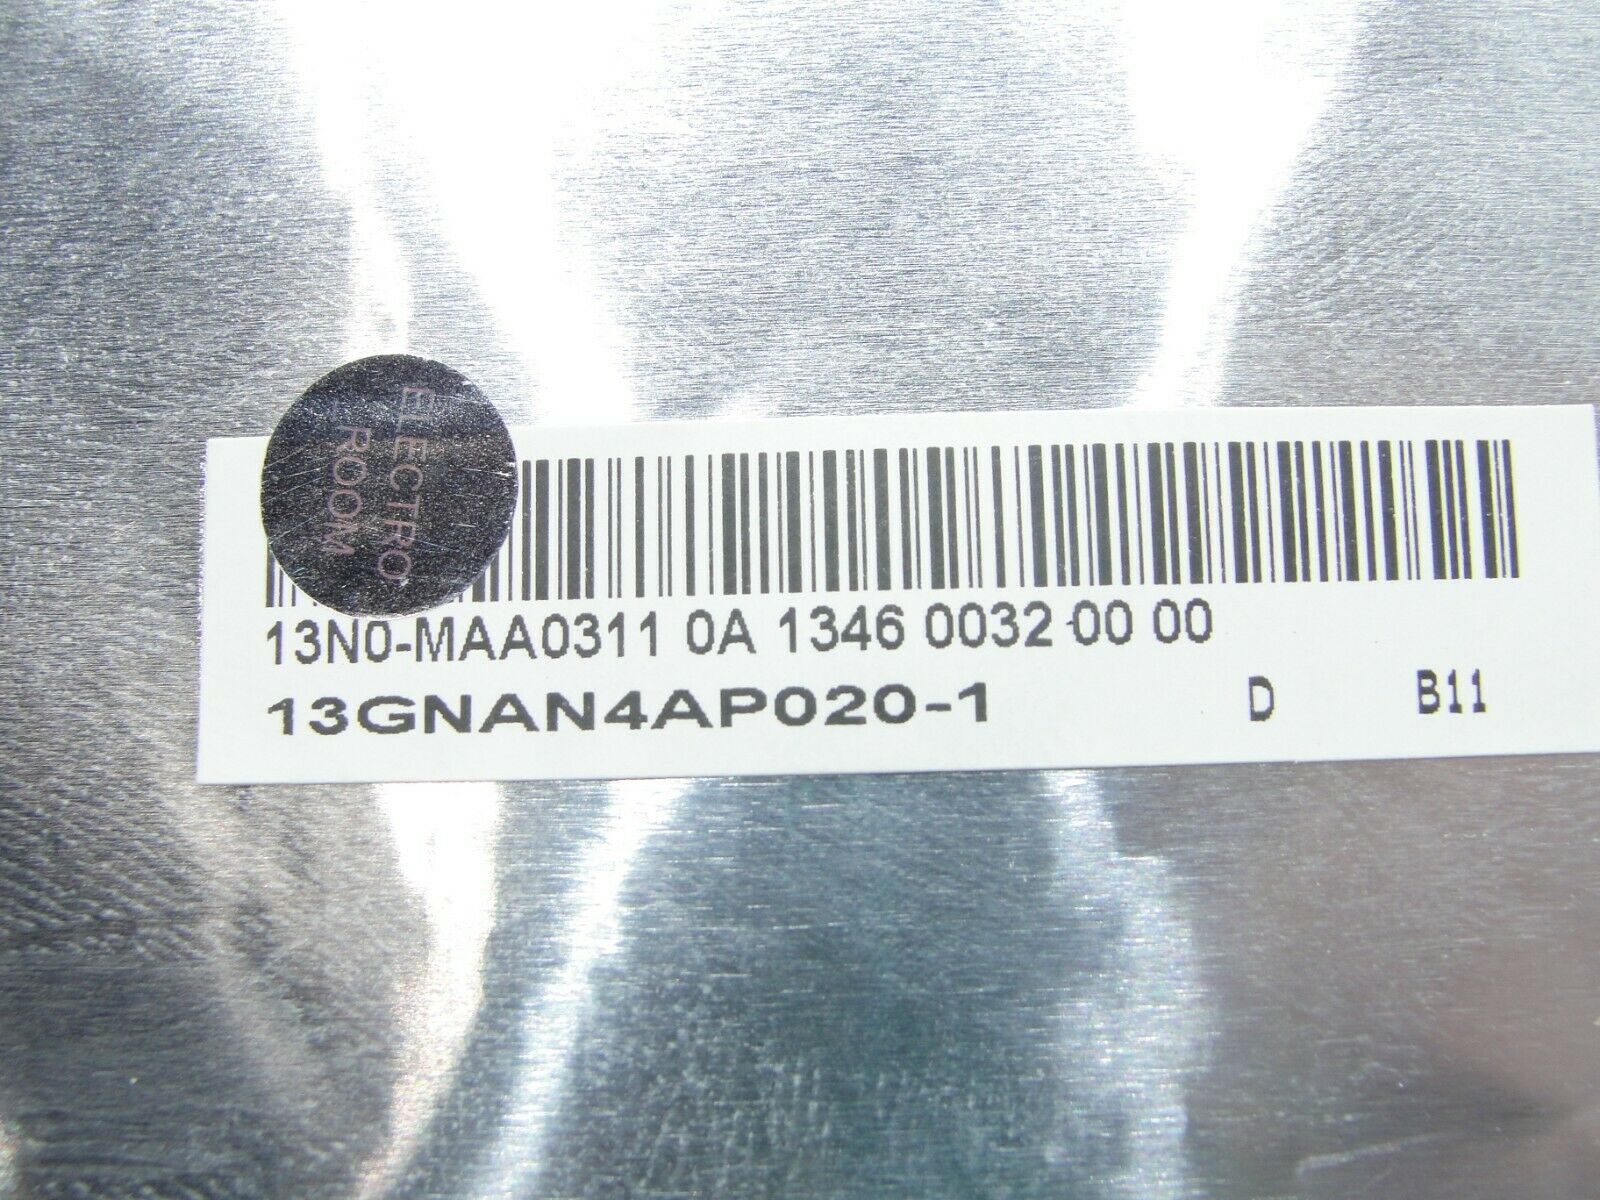 ELECTRO
-ROOM
13N0-MAA0311 0A 1346 0032 00 00
13GNAN4AP020-1 D B11